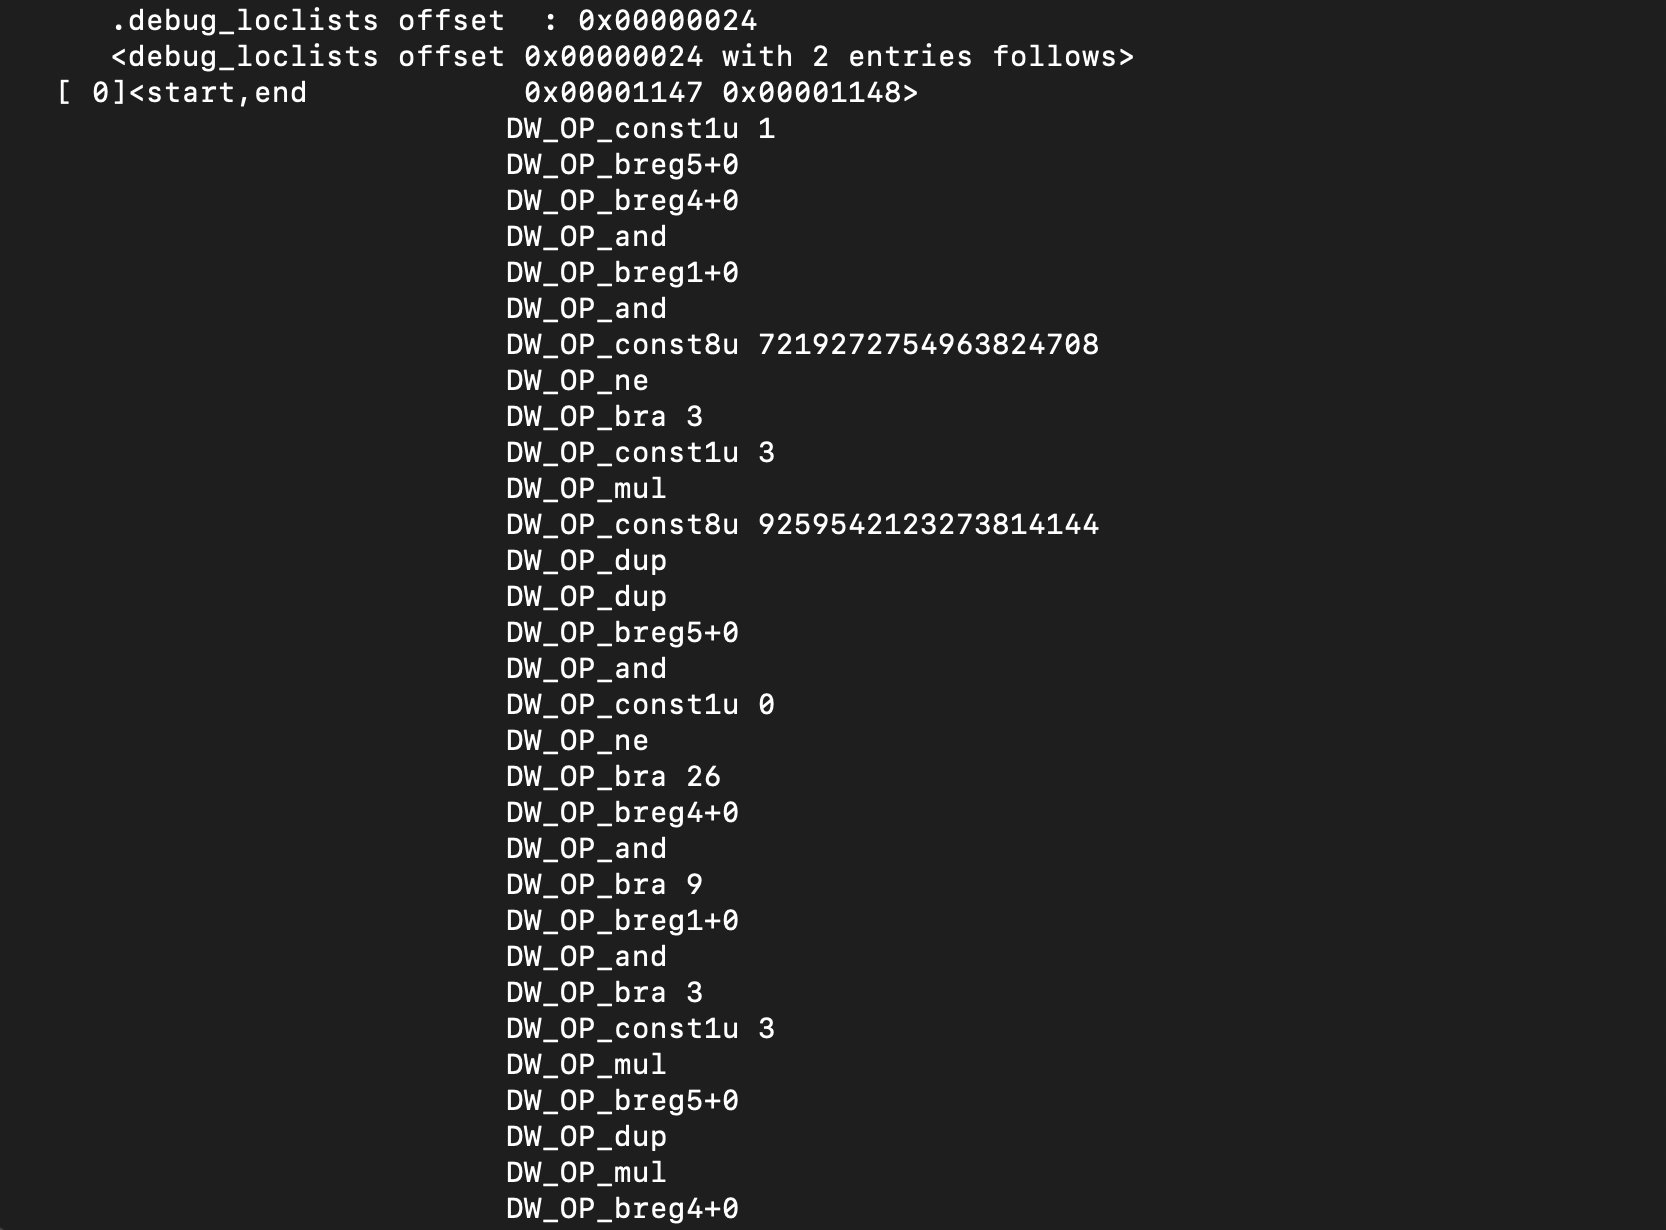 .debug_loclists offset  : 0x00000024
<debug_loclists offset 0x00000024 with 2 entries follows>
[ 0]<start,end            0x00001147 0x00001148>
DW_OP_const1u 1
DW_OP_breg5+0
DW_OP_breg4+0
DW_OP_and
DW_OP_breg1+0
DW_OP_and
DW_OP_const8u 7219272754963824708
DW_OP_ne
DW_OP_bra 3
DW_OP_const1u 3
DW_OP_mul
DW_OP_const8u 9259542123273814144
DW_OP_dup
DW_OP_dup
DW_OP_breg5+0
DW_OP_and
DW_OP_const1u 0
DW_OP_ne
DW_OP_bra 26
DW_OP_breg4+0
DW_OP_and
DW_OP_bra 9
DW_OP_breg1+0
DW_OP_and
DW_OP_bra 3
DW_OP_const1u 3
DW_OP_mul
DW_OP_breg5+0
DW_OP_dup
DW_OP_mul
DW_OP_breg4+0